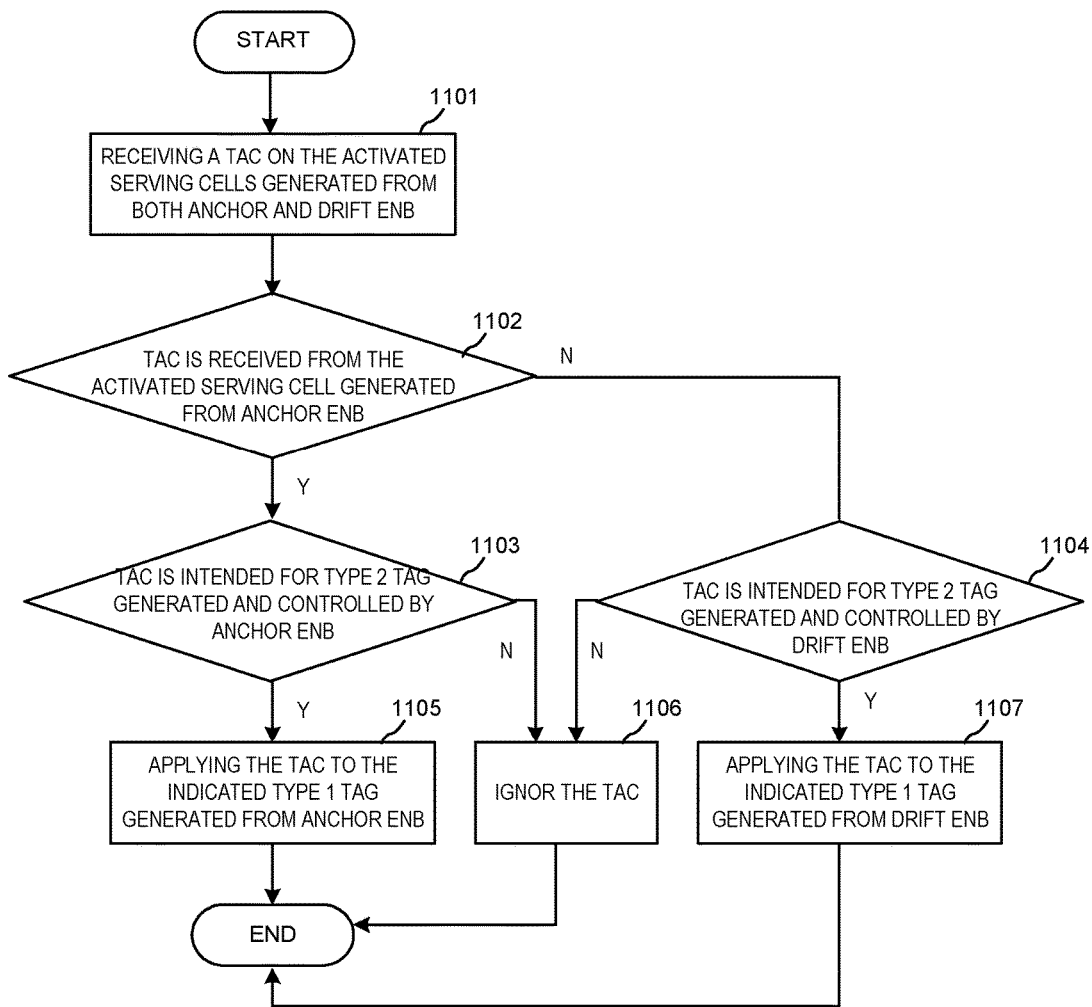 START
1101
RECEIVING A TAC ON THE ACTIVATED
SERVING CELLS GENERATED FROM
BOTH ANCHOR AND DRIFT ENB
1102
TAC IS RECEIVED FROM THE
ACTIVATED SERVING CELL GENERATED
FROM ANCHOR ENB
N
Y
1103
TAC IS INTENDED FOR TYPE 2 TAG
GENERATED AND CONTROLLED BY
ANCHOR ENB
N
Y
1104
TAC IS INTENDED FOR TYPE 2 TAG
GENERATED AND CONTROLLED BY
DRIFT ENB
N
Y
1105
APPLYING THE TAC TO THE
INDICATED TYPE 1 TAG
GENERATED FROM ANCHOR ENB
1106
IGNOR THE TAC
1107
APPLYING THE TAC TO THE
INDICATED TYPE 1 TAG
GENERATED FROM DRIFT ENB
END